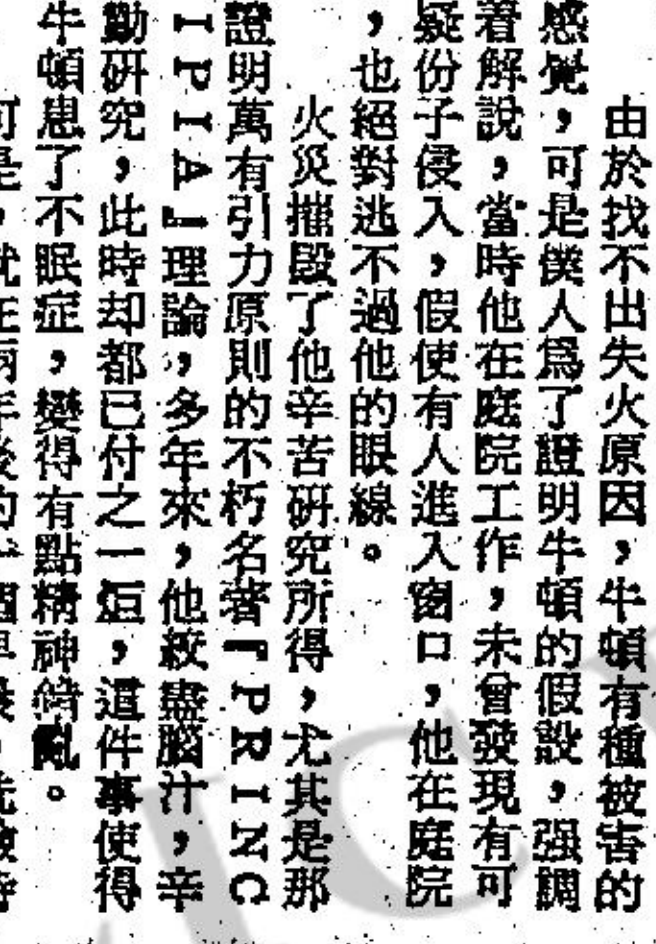 由於找不出失火原因，牛頓有種被害的
感覺，可是僕人爲了證明牛頓的假設，强調
着解說，當時他在庭院工作，未曾發現有可
疑份子侵入，假使有人進入窗口，他在庭院
，也絕對逃不過他的眼線。
火災摧毀了他辛苦研究所得，尤其是那
證明萬有引力原則的不朽名著『PRINC
IPIA』理論，多年來，他絞盡腦汁，辛
勤研究，此時却都已付之一炬，這件事使得
牛頓患了不眠症，變得有點精神錯亂。